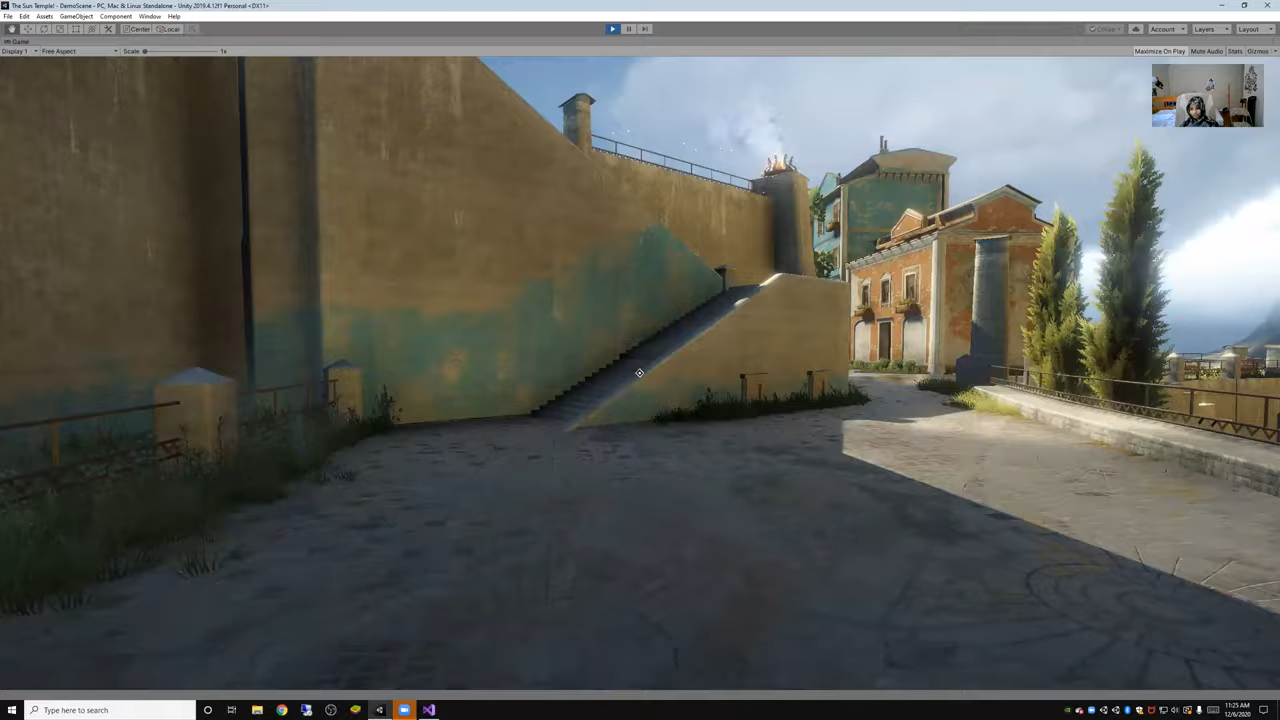 The Sun Temple! - DemoScene - PC, Mac & Linux Standalone - Unity 2019.4.12f1 Personal <DX11>
File Edit Assets GameObject Component Window Help
Center Local Collab Account Layers Layout
Game
Display 1 Free Aspect Scale 1x Maximize On Play Mute Audio Stats Gizmos
Type here to search
11:25 AM
12/6/2020